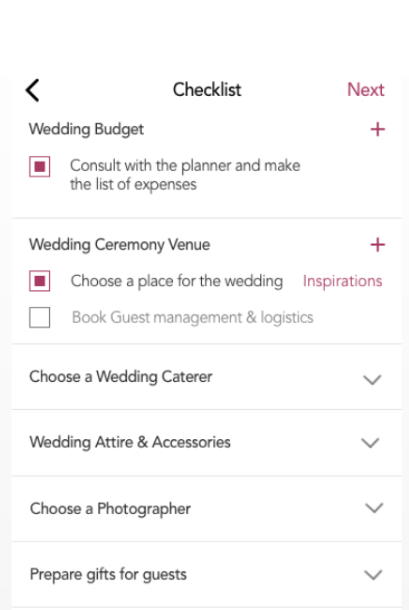 Checklist Next
Wedding Budget +
Consult with the planner and make
the list of expenses
Wedding Ceremony Venue +
Choose a place for the wedding Inspirations
Book Guest management & logistics
Choose a Wedding Caterer
Wedding Attire & Accessories
Choose a Photographer
Prepare gifts for guests